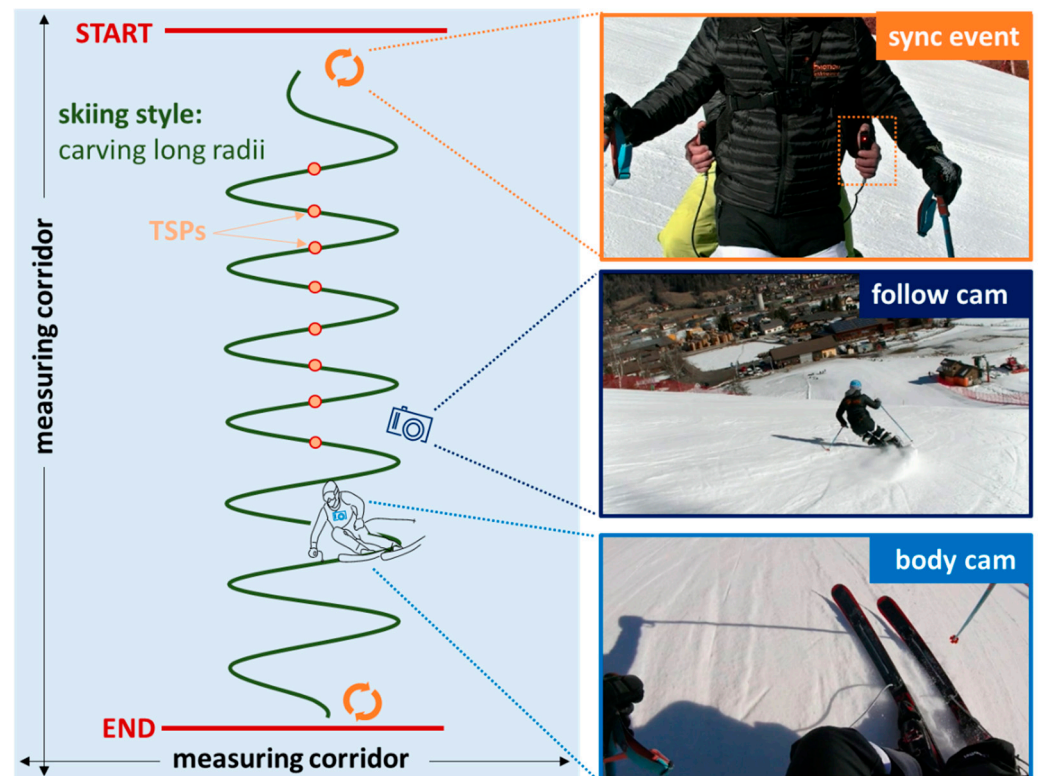 START
skiing style:
carving long radii
TSPs
measuring corridor
END
measuring corridor
sync event
follow cam
body cam